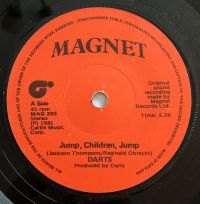 MAGNET
A Side
45 rpm
MAG 293
Stereo
(P) 1981
Carlin Music
Corp.
Original
sound
recording
made by
Magnet
Records Ltd.
Time: 2.30
Jump, Children, Jump
(Jackson Thompson/Reginald Obrecht)
DARTS
Produced by Darts